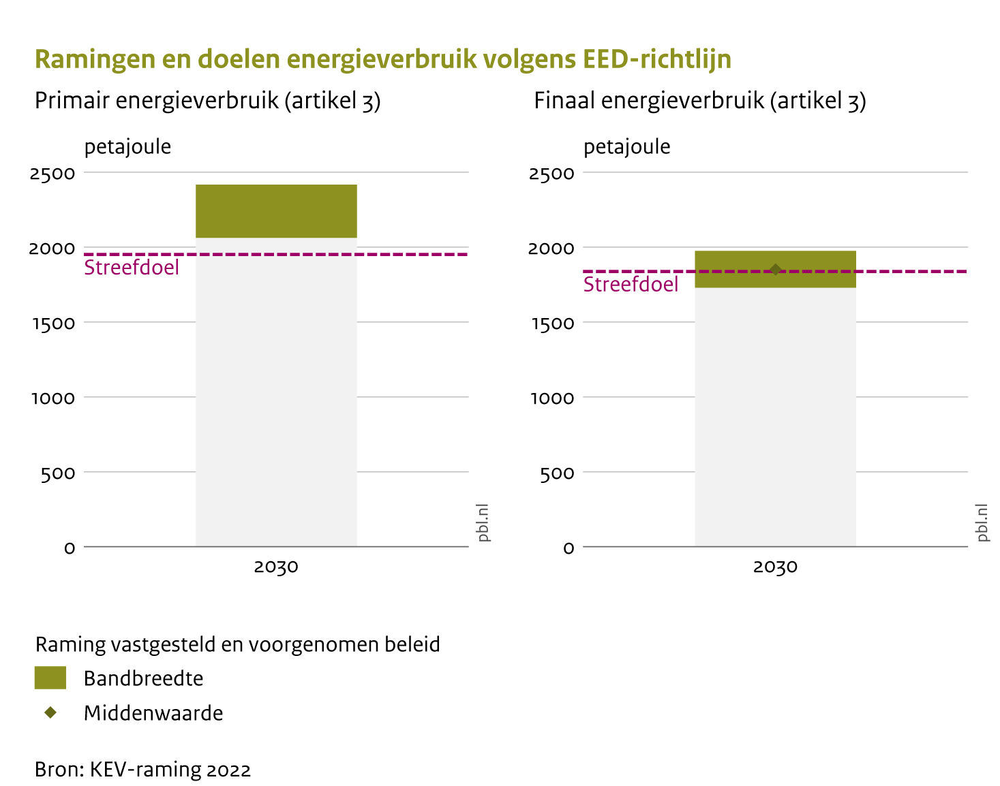 Ramingen en doelen energieverbruik volgens EED-richtlijn
Primair energieverbruik (artikel 3)
petajoule
2500
2000
Streefdoel
1500
1000
500
0
2030
pbl.nl
Finaal energieverbruik (artikel 3)
petajoule
2500
2000
Streefdoel
1500
1000
500
0
2030
pbl.nl
Raming vastgesteld en voorgenomen beleid
Bandbreedte
Middenwaarde
Bron: KEV-raming 2022